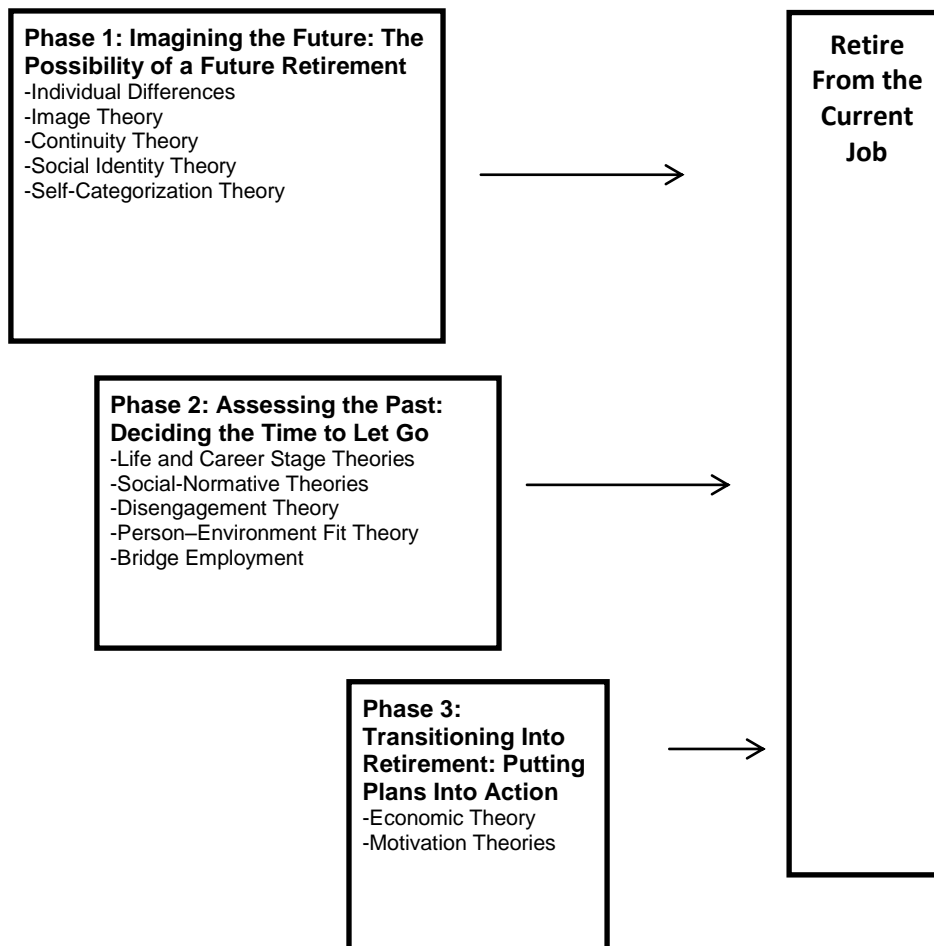 Phase 1: Imagining the Future: The
Possibility of a Future Retirement
-Individual Differences
-Image Theory
-Continuity Theory
-Social Identity Theory
-Self-Categorization Theory
Retire
From the
Current
Job
Phase 2: Assessing the Past:
Deciding the Time to Let Go
-Life and Career Stage Theories
-Social-Normative Theories
-Disengagement Theory
-Person–Environment Fit Theory
-Bridge Employment
Phase 3:
Transitioning Into
Retirement: Putting
Plans Into Action
-Economic Theory
-Motivation Theories